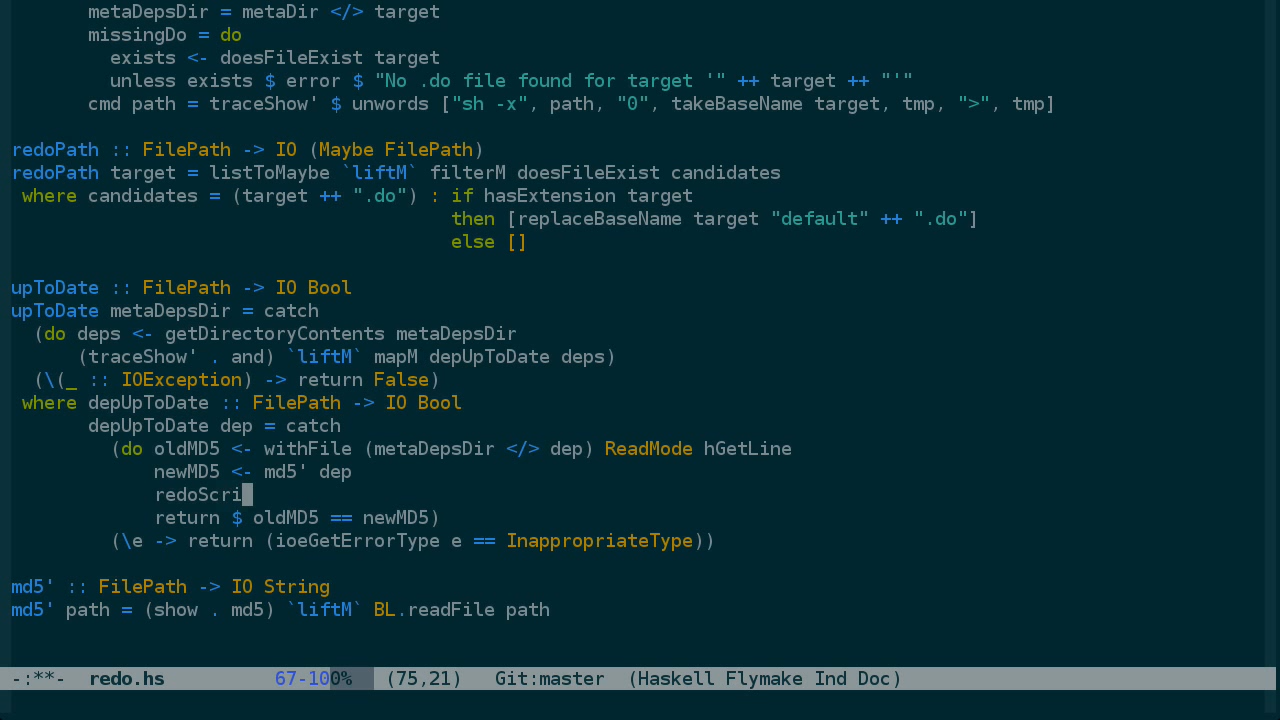 metaDepsDir = metaDir </> target
missingDo = do
exists <- doesFileExist target
unless exists $ error $ "No .do file found for target '" ++ target ++ "'"
cmd path = traceShow' $ unwords ["sh -x", path, "0", takeBaseName target, tmp, ">", tmp]
redoPath :: FilePath -> IO (Maybe FilePath)
redoPath target = listToMaybe `liftM` filterM doesFileExist candidates
where candidates = (target ++ ".do") : if hasExtension target
then [replaceBaseName target "default" ++ ".do"]
else []
upToDate :: FilePath -> IO Bool
upToDate metaDepsDir = catch
(do deps <- getDirectoryContents metaDepsDir
(traceShow' . and) `liftM` mapM depUpToDate deps)
(\(_ :: IOException) -> return False)
where depUpToDate :: FilePath -> IO Bool
depUpToDate dep = catch
(do oldMD5 <- withFile (metaDepsDir </> dep) ReadMode hGetLine
newMD5 <- md5' dep
redoScri
return $ oldMD5 == newMD5)
(\e -> return (ioeGetErrorType e == InappropriateType))
md5' :: FilePath -> IO String
md5' path = (show . md5) `liftM` BL.readFile path
-:**-  redo.hs          67-100%   (75,21)   Git:master  (Haskell Flymake Ind Doc)